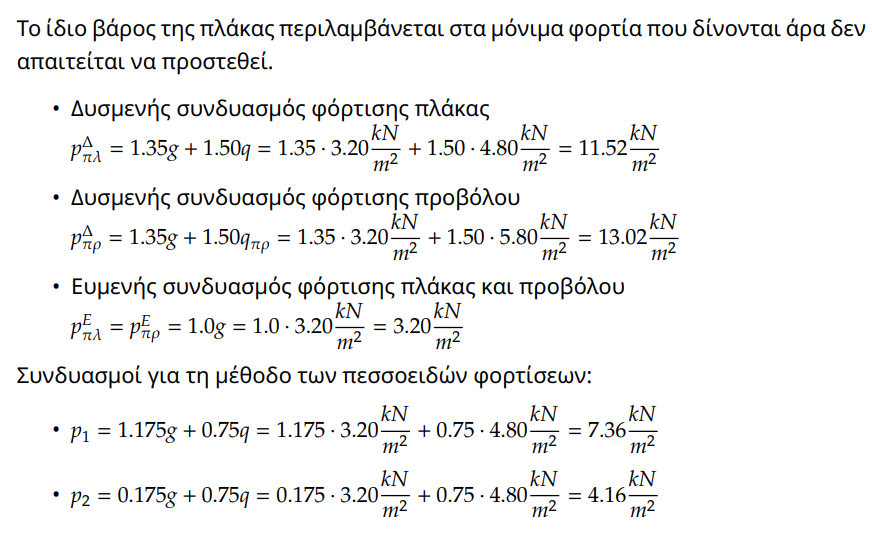 Το ίδιο βάρος της πλάκας περιλαμβάνεται στα μόνιμα φορτία που δίνονται άρα δεν
απαιτείται να προστεθεί.
• Δυσμενής συνδυασμός φόρτισης πλάκας
$p_{\pi\lambda}^{\Delta} = 1.35g + 1.50q = 1.35 \cdot 3.20 \frac{kN}{m^2} + 1.50 \cdot 4.80 \frac{kN}{m^2} = 11.52 \frac{kN}{m^2}$
• Δυσμενής συνδυασμός φόρτισης προβόλου
$p_{\pi\rho}^{\Delta} = 1.35g + 1.50q_{\pi\rho} = 1.35 \cdot 3.20 \frac{kN}{m^2} + 1.50 \cdot 5.80 \frac{kN}{m^2} = 13.02 \frac{kN}{m^2}$
• Ευμενής συνδυασμός φόρτισης πλάκας και προβόλου
$p_{\pi\lambda}^{E} = p_{\pi\rho}^{E} = 1.0g = 1.0 \cdot 3.20 \frac{kN}{m^2} = 3.20 \frac{kN}{m^2}$
Συνδυασμοί για τη μέθοδο των πεσσοειδών φορτίσεων:
• $p_1 = 1.175g + 0.75q = 1.175 \cdot 3.20 \frac{kN}{m^2} + 0.75 \cdot 4.80 \frac{kN}{m^2} = 7.36 \frac{kN}{m^2}$
• $p_2 = 0.175g + 0.75q = 0.175 \cdot 3.20 \frac{kN}{m^2} + 0.75 \cdot 4.80 \frac{kN}{m^2} = 4.16 \frac{kN}{m^2}$